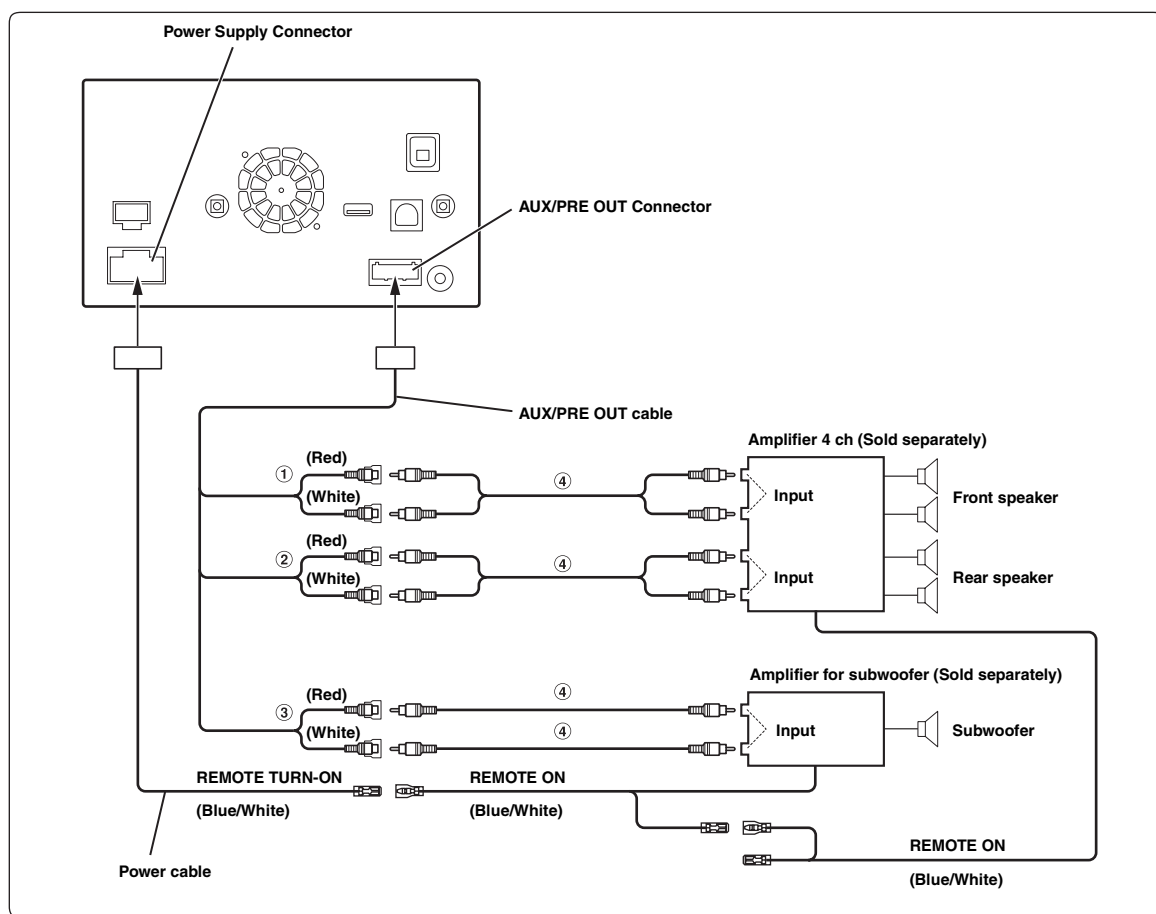 Power Supply Connector
AUX/PRE OUT Connector
AUX/PRE OUT cable
Amplifier 4 ch (Sold separately)
① (Red)
(White)
④
Input
Front speaker
② (Red)
(White)
④
Input
Rear speaker
Amplifier for subwoofer (Sold separately)
③ (Red)
(White)
④
④
Input
Subwoofer
REMOTE TURN-ON
(Blue/White)
REMOTE ON
(Blue/White)
REMOTE ON
(Blue/White)
Power cable